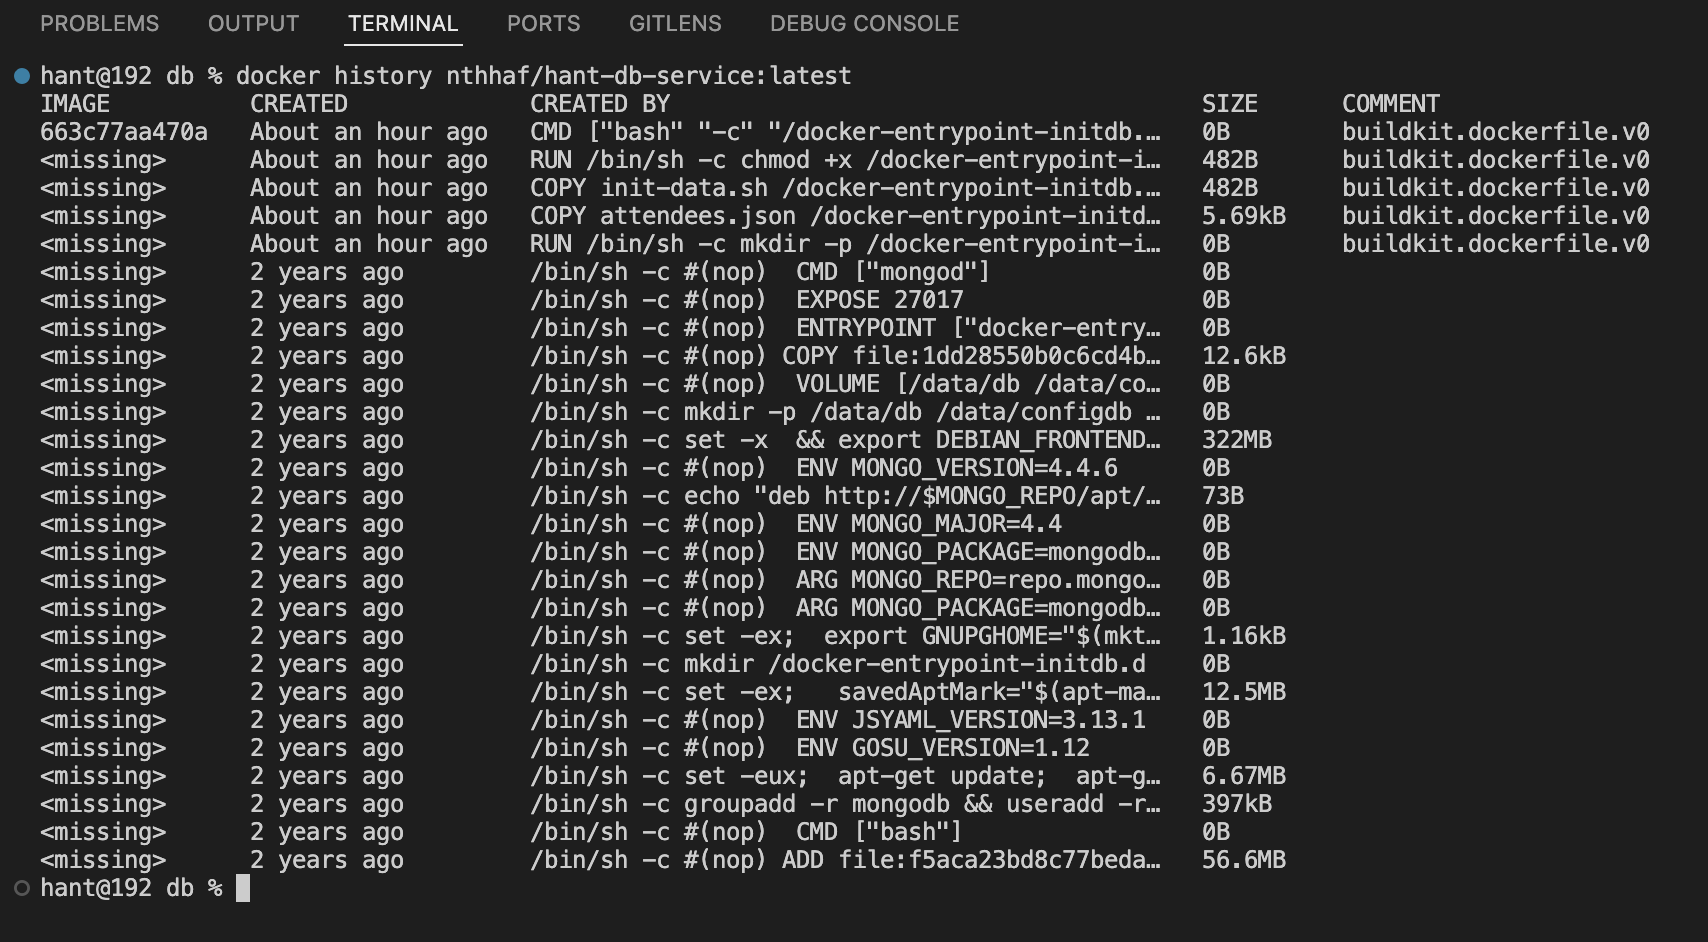 PROBLEMS OUTPUT TERMINAL PORTS GITLENS DEBUG CONSOLE
hant@192 db % docker history nthhaf/hant-db-service:latest
IMAGE CREATED CREATED BY SIZE COMMENT
663c77aa470a About an hour ago CMD ["bash" "-c" "/docker-entrypoint-initdb.… 0B buildkit.dockerfile.v0
<missing> About an hour ago RUN /bin/sh -c chmod +x /docker-entrypoint-i… 482B buildkit.dockerfile.v0
<missing> About an hour ago COPY init-data.sh /docker-entrypoint-initdb.… 482B buildkit.dockerfile.v0
<missing> About an hour ago COPY attendees.json /docker-entrypoint-initd… 5.69kB buildkit.dockerfile.v0
<missing> About an hour ago RUN /bin/sh -c mkdir -p /docker-entrypoint-i… 0B buildkit.dockerfile.v0
<missing> 2 years ago /bin/sh -c #(nop) CMD ["mongod"] 0B
<missing> 2 years ago /bin/sh -c #(nop) EXPOSE 27017 0B
<missing> 2 years ago /bin/sh -c #(nop) ENTRYPOINT ["docker-entry… 0B
<missing> 2 years ago /bin/sh -c #(nop) COPY file:1dd28550b0c6cd4b… 12.6kB
<missing> 2 years ago /bin/sh -c #(nop) VOLUME [/data/db /data/co… 0B
<missing> 2 years ago /bin/sh -c mkdir -p /data/db /data/configdb … 0B
<missing> 2 years ago /bin/sh -c set -x && export DEBIAN_FRONTEND… 322MB
<missing> 2 years ago /bin/sh -c #(nop) ENV MONGO_VERSION=4.4.6 0B
<missing> 2 years ago /bin/sh -c echo "deb http://$MONGO_REPO/apt/… 73B
<missing> 2 years ago /bin/sh -c #(nop) ENV MONGO_MAJOR=4.4 0B
<missing> 2 years ago /bin/sh -c #(nop) ENV MONGO_PACKAGE=mongodb… 0B
<missing> 2 years ago /bin/sh -c #(nop) ARG MONGO_REPO=repo.mongo… 0B
<missing> 2 years ago /bin/sh -c #(nop) ARG MONGO_PACKAGE=mongodb… 0B
<missing> 2 years ago /bin/sh -c set -ex; export GNUPGHOME="$(mkt… 1.16kB
<missing> 2 years ago /bin/sh -c mkdir /docker-entrypoint-initdb.d 0B
<missing> 2 years ago /bin/sh -c set -ex; savedAptMark="$(apt-ma… 12.5MB
<missing> 2 years ago /bin/sh -c #(nop) ENV JSYAML_VERSION=3.13.1 0B
<missing> 2 years ago /bin/sh -c #(nop) ENV GOSU_VERSION=1.12 0B
<missing> 2 years ago /bin/sh -c set -eux; apt-get update; apt-g… 6.67MB
<missing> 2 years ago /bin/sh -c groupadd -r mongodb && useradd -r… 397kB
<missing> 2 years ago /bin/sh -c #(nop) CMD ["bash"] 0B
<missing> 2 years ago /bin/sh -c #(nop) ADD file:f5aca23bd8c77beda… 56.6MB
hant@192 db %